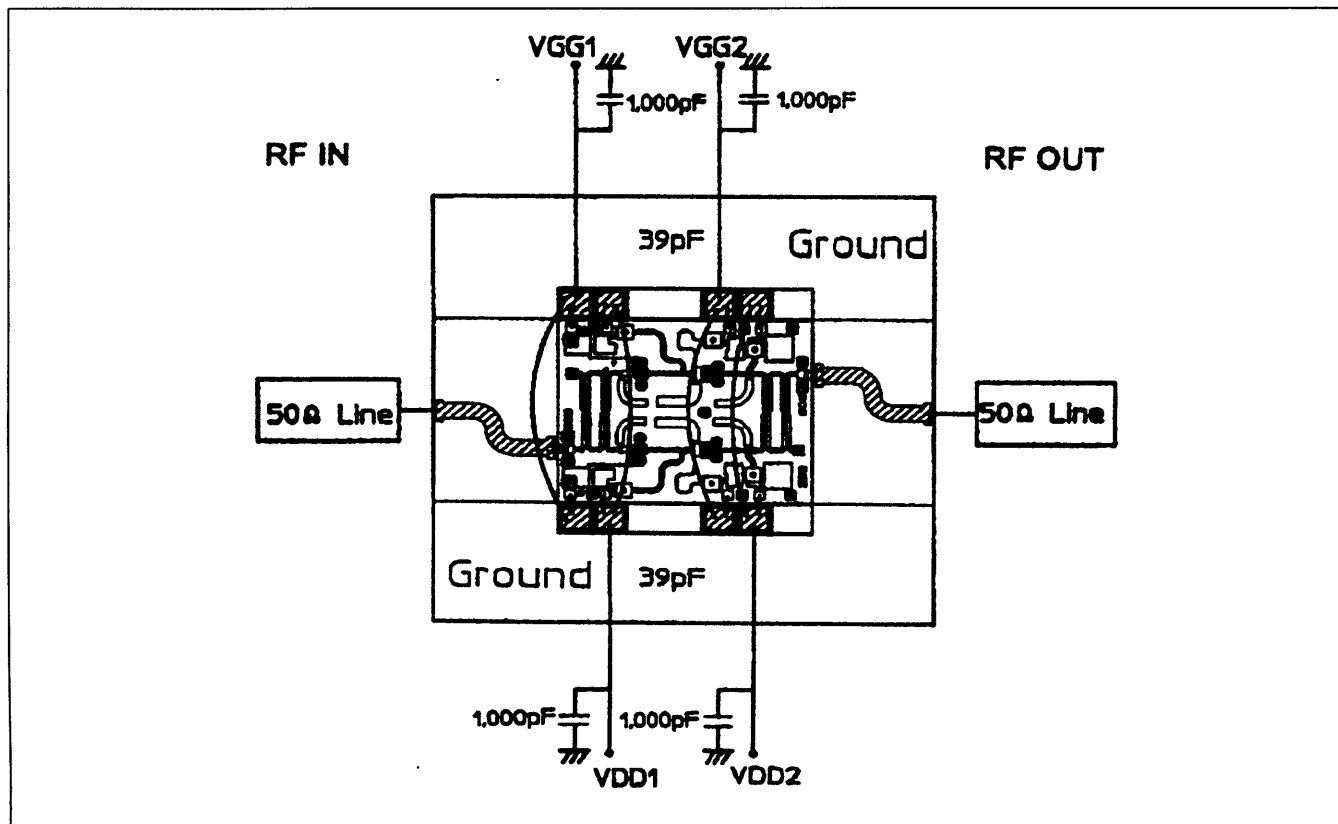 VGG1 VGG2
1,000pF 1,000pF
RF IN
RF OUT
39pF
Ground
50Ω Line
50Ω Line
Ground
39pF
1,000pF 1,000pF
VDD1 VDD2